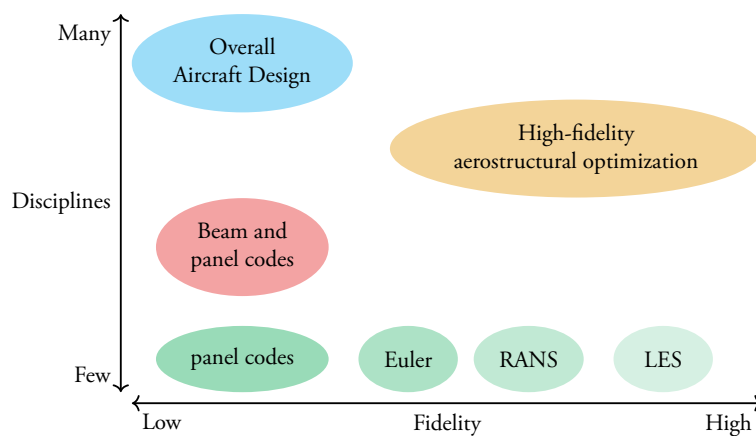 Many
Overall
Aircraft Design
High-fidelity
aerostructural optimization
Disciplines
Beam and
panel codes
panel codes
Euler
RANS
LES
Few
Low
Fidelity
High